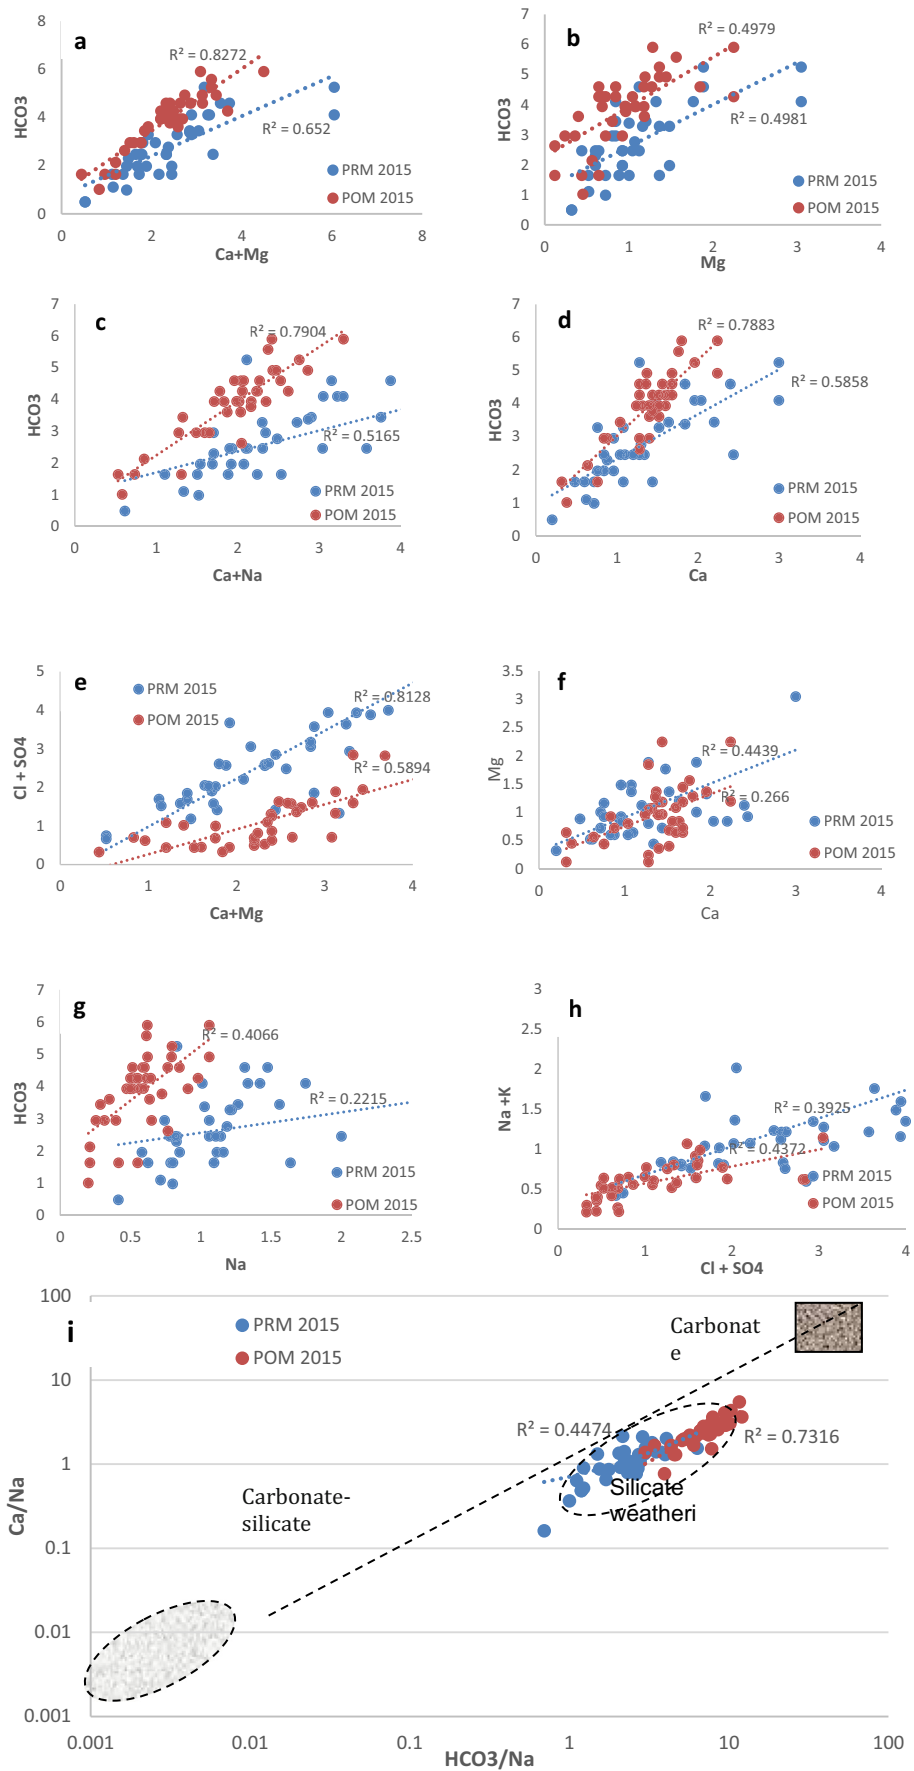 a
R² = 0.8272
R² = 0.652
PRM 2015
POM 2015
HCO3
8
6
4
2
0
0 2 4 6 8
Ca+Mg
b
R² = 0.4979
R² = 0.4981
PRM 2015
POM 2015
HCO3
7
6
5
4
3
2
1
0
0 1 2 3 4
Mg
c
R² = 0.7904
R² = 0.5165
PRM 2015
POM 2015
HCO3
7
6
5
4
3
2
1
0
0 1 2 3 4
Ca+Na
d
R² = 0.7883
R² = 0.5858
PRM 2015
POM 2015
HCO3
7
6
5
4
3
2
1
0
0 1 2 3 4
Ca
e
PRM 2015
POM 2015
R² = 0.8128
R² = 0.5894
Cl + SO4
5
4
3
2
1
0
0 1 2 3 4
Ca+Mg
f
R² = 0.4439
R² = 0.266
PRM 2015
POM 2015
Mg
3.5
3
2.5
2
1.5
1
0.5
0
0 1 2 3 4
Ca
g
R² = 0.4066
R² = 0.2215
PRM 2015
POM 2015
HCO3
7
6
5
4
3
2
1
0
0 0.5 1 1.5 2 2.5
Na
h
R² = 0.3925
R² = 0.4372
PRM 2015
POM 2015
Na +K
3
2.5
2
1.5
1
0.5
0
0 1 2 3 4
Cl + SO4
i
PRM 2015
POM 2015
Carbonat
e
R² = 0.4474
R² = 0.7316
Silicate
weatheri
Carbonate-
silicate
Ca/Na
100
10
1
0.1
0.01
0.001
0.001 0.01 0.1 1 10 100
HCO3/Na